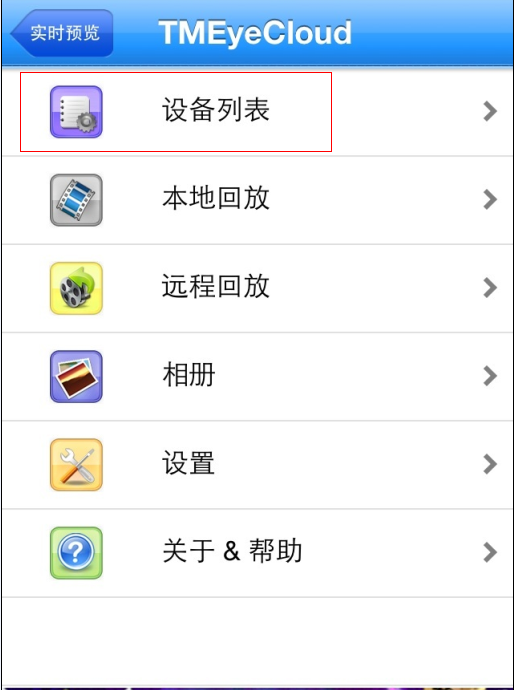 实时预览
TMEyeCloud
设备列表
本地回放
远程回放
相册
设置
关于 & 帮助